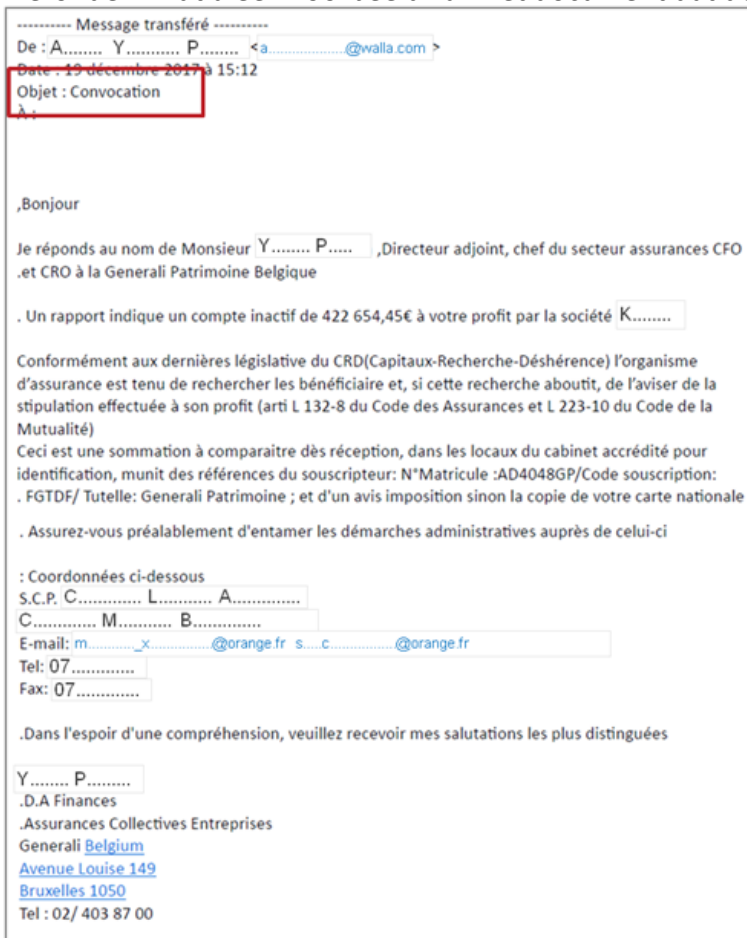 ---------- Message transféré ----------
De : A........ Y........... P........ <a...................@walla.com >
Date : 19 décembre 2017 à 15:12
Objet : Convocation
À :
,Bonjour
Je réponds au nom de Monsieur Y........ P..... ,Directeur adjoint, chef du secteur assurances CFO
.et CRO à la Generali Patrimoine Belgique
. Un rapport indique un compte inactif de 422 654,45€ à votre profit par la société K........
Conformément aux dernières législative du CRD(Capitaux-Recherche-Déshérence) l'organisme
d'assurance est tenu de rechercher les bénéficiaire et, si cette recherche aboutit, de l'aviser de la
stipulation effectuée à son profit (arti L 132-8 du Code des Assurances et L 223-10 du Code de la
Mutualité)
Ceci est une sommation à comparaitre dès réception, dans les locaux du cabinet accrédité pour
identification, munit des références du souscripteur: N°Matricule :AD4048GP/Code souscription:
. FGTDF/ Tutelle: Generali Patrimoine ; et d'un avis imposition sinon la copie de votre carte nationale
. Assurez-vous préalablement d'entamer les démarches administratives auprès de celui-ci
: Coordonnées ci-dessous
S.C.P. C............. L........... A..............
C............. M........... B..............
E-mail: m............_x...............@orange.fr s.....c.................@orange.fr
Tel: 07.............
Fax: 07.............
.Dans l'espoir d'une compréhension, veuillez recevoir mes salutations les plus distinguées
Y........ P.........
.D.A Finances
.Assurances Collectives Entreprises
Generali Belgium
Avenue Louise 149
Bruxelles 1050
Tel : 02/ 403 87 00